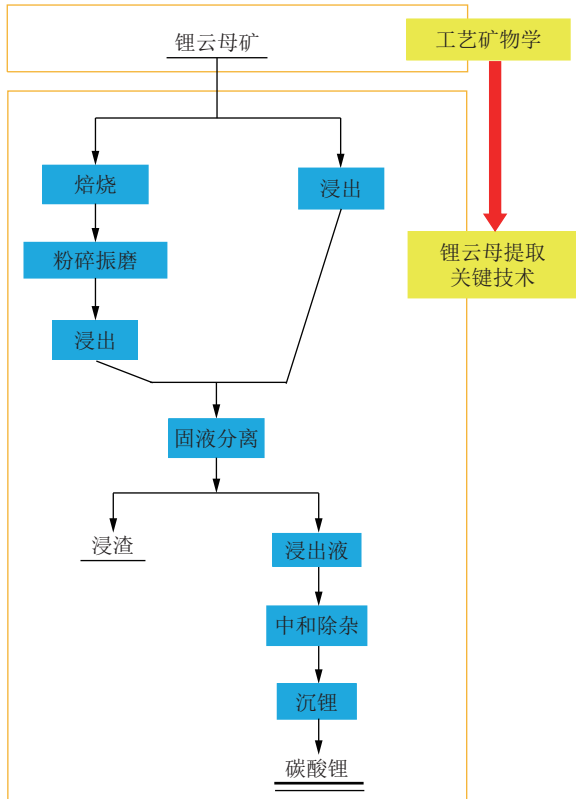 锂云母矿
工艺矿物学
焙烧
浸出
粉碎振磨
锂云母提取
关键技术
浸出
固液分离
浸渣
浸出液
中和除杂
沉锂
碳酸锂